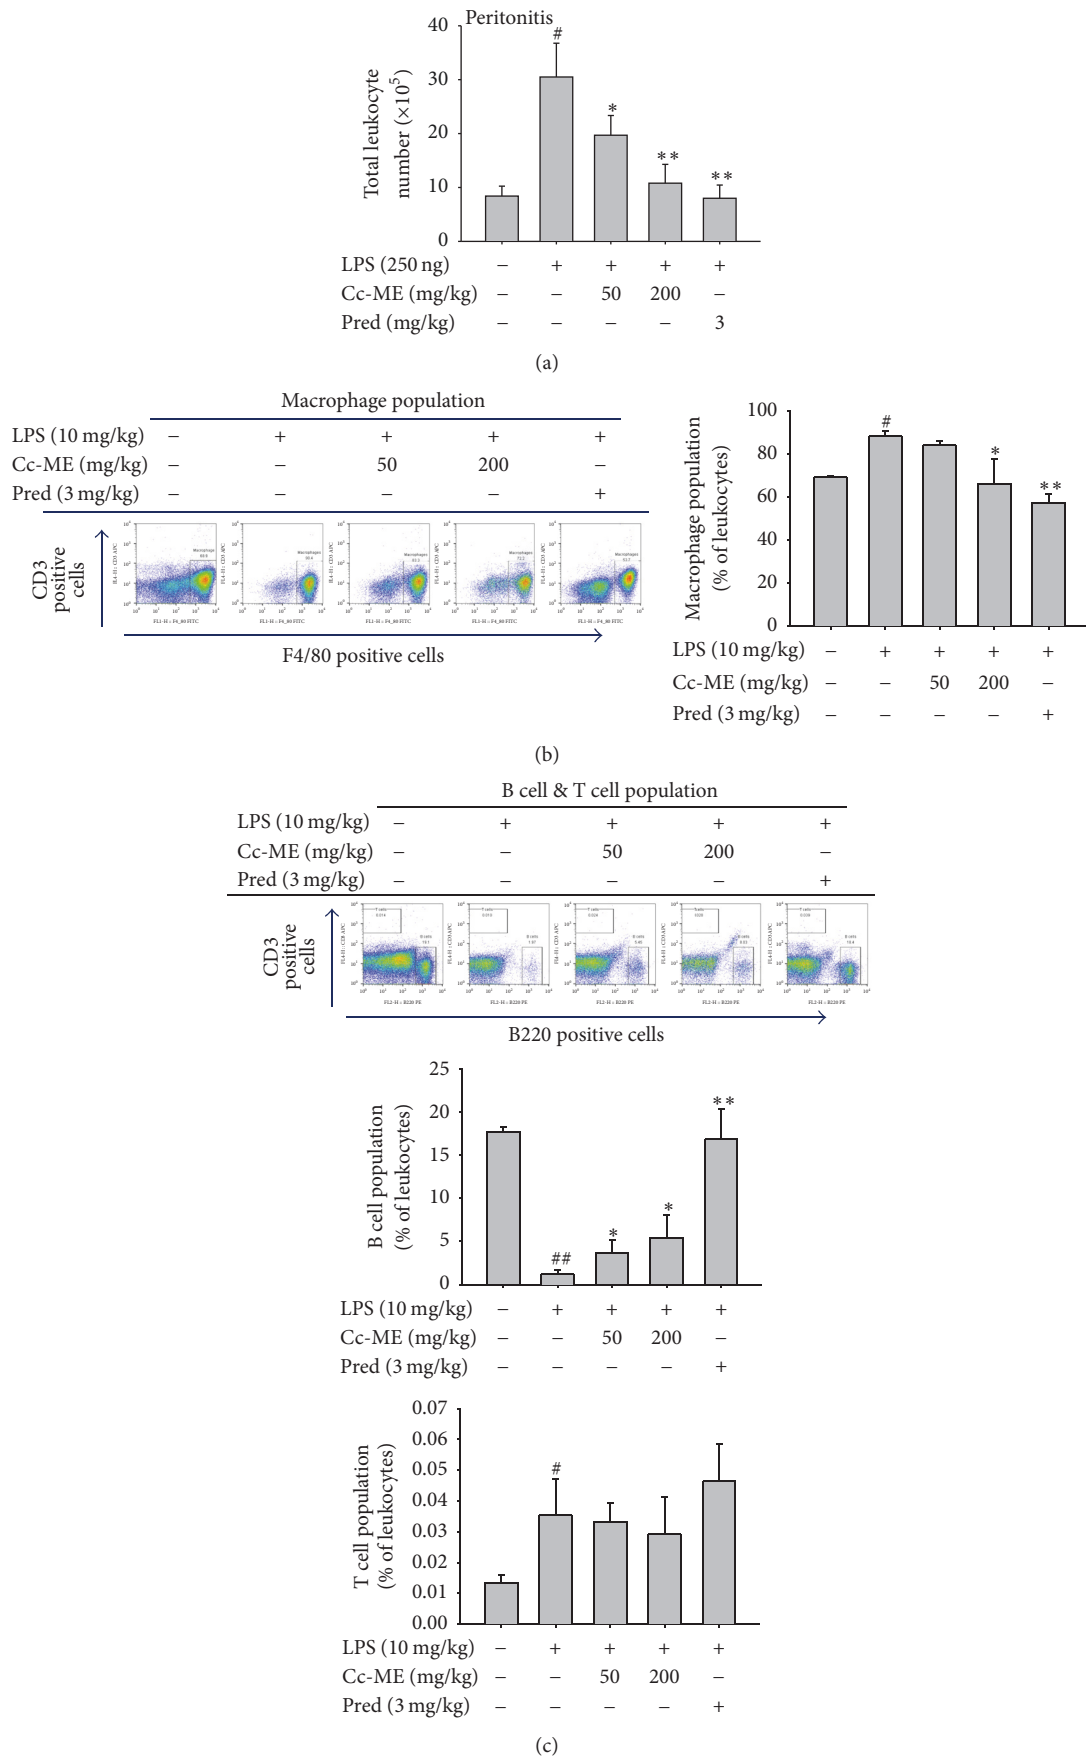 Peritonitis
Total leukocyte
number (×10⁵)
40
30
20
10
0
#
*
**
**
LPS (250 ng) − + + + +
Cc-ME (mg/kg) − − 50 200 −
Pred (mg/kg) − − − − 3
(a)
Macrophage population
LPS (10 mg/kg) − + + + +
Cc-ME (mg/kg) − − 50 200 −
Pred (3 mg/kg) − − − − +
CD3
positive
cells
F4/80 positive cells
Macrophage population
(% of leukocytes)
100
80
60
40
20
0
#
*
**
LPS (10 mg/kg) − + + + +
Cc-ME (mg/kg) − − 50 200 −
Pred (3 mg/kg) − − − − +
(b)
B cell & T cell population
LPS (10 mg/kg) − + + + +
Cc-ME (mg/kg) − − 50 200 −
Pred (3 mg/kg) − − − − +
CD3
positive
cells
B220 positive cells
B cell population
(% of leukocytes)
25
20
15
10
5
0
##
*
*
**
LPS (10 mg/kg) − + + + +
Cc-ME (mg/kg) − − 50 200 −
Pred (3 mg/kg) − − − − +
T cell population
(% of leukocytes)
0.07
0.06
0.05
0.04
0.03
0.02
0.01
0.00
#
LPS (10 mg/kg) − + + + +
Cc-ME (mg/kg) − − 50 200 −
Pred (3 mg/kg) − − − − +
(c)